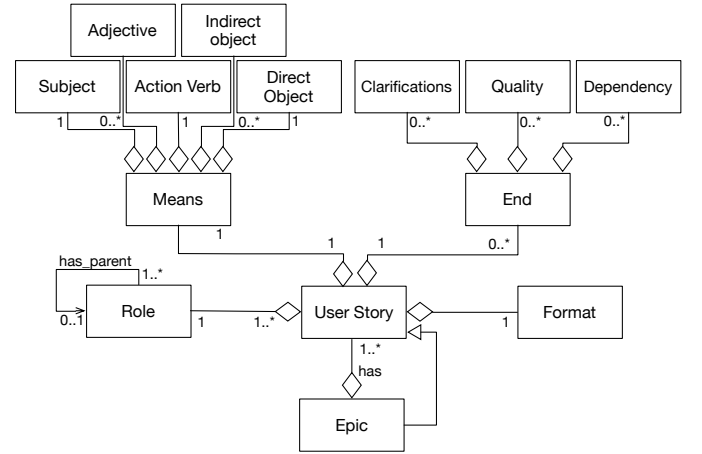 Adjective
Indirect
object
Subject
Action Verb
Direct
Object
Clarifications
Quality
Dependency
1
0..*
1
0..*
1
0..*
0..*
0..*
Means
End
1
1
1
0..*
has_parent
1..*
0..1
Role
1
1..*
User Story
1
Format
1..*
has
Epic